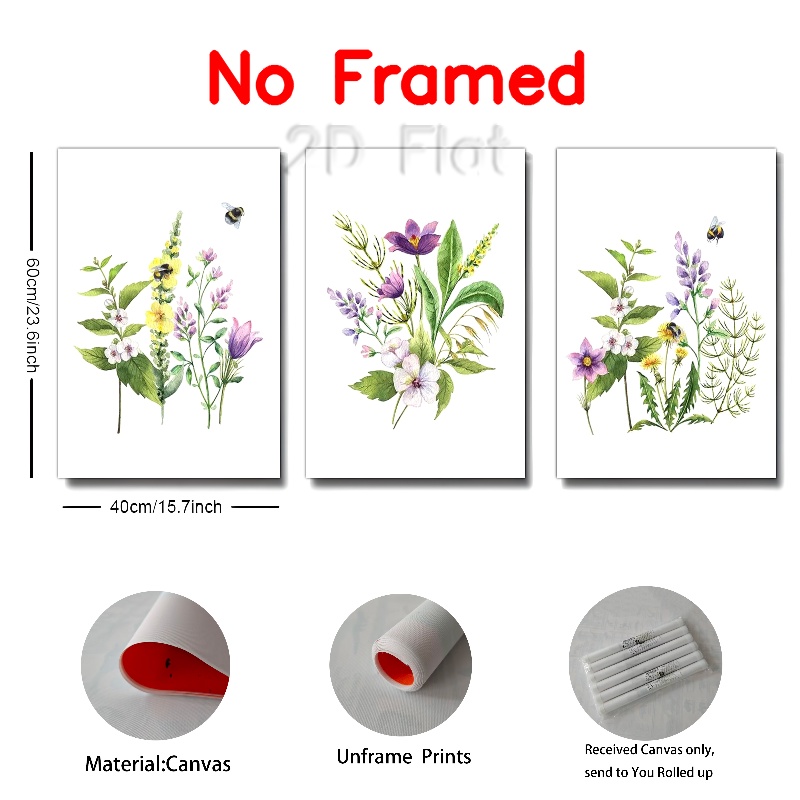 No Framed
2D Flat
60cm/23.6inch
40cm/15.7inch
Material:Canvas
Unframe Prints
Received Canvas only,
send to You Rolled up